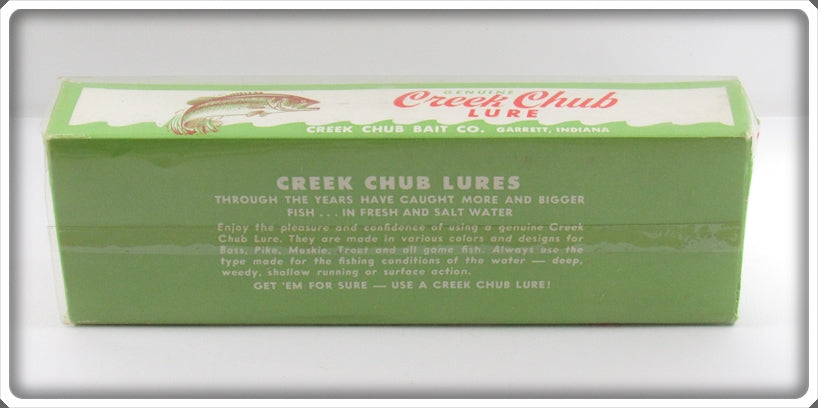 GENUINE
Creek Chub
LURE
CREEK CHUB BAIT CO. GARRETT, INDIANA
CREEK CHUB LURES
THROUGH THE YEARS HAVE CAUGHT MORE AND BIGGER
FISH ... IN FRESH AND SALT WATER
Enjoy the pleasure and confidence of using a genuine Creek
Chub Lure. They are made in various colors and designs for
Bass, Pike, Muskie, Trout and all game fish. Always use the
type made for the fishing conditions of the water — deep,
weedy, shallow running or surface action.
GET 'EM FOR SURE — USE A CREEK CHUB LURE!